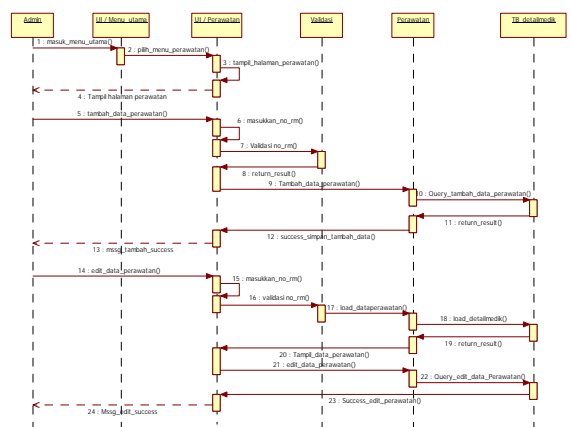 Admin
UI / Menu_utama
UI / Perawatan
Validasi
Perawatan
TB_detailmedik
1 : masuk_menu_utama()
2 : pilih_menu_perawatan()
3 : tampil_halaman_perawatan()
4 : Tampil halaman perawatan
5 : tambah_data_perawatan()
6 : masukkan_no_rm()
7 : Validasi no_rm()
8 : return_result()
9 : Tambah_data_perawatan()
10 : Query_tambah_data_perawatan()
11 : return_result()
12 : success_simpan_tambah_data()
13 : mssg_tambah_success
14 : edit_data_perawatan()
15 : masukkan_no_rm()
16 : validasi no_rm()
17 : load_dataperawatan()
18 : load_detailmedik()
19 : return_result()
20 : Tampil_data_perawatan()
21 : edit_data_perawatan()
22 : Query_edit_data_Perawatan()
23 : Success_edit_perawatan()
24 : Mssg_edit_success